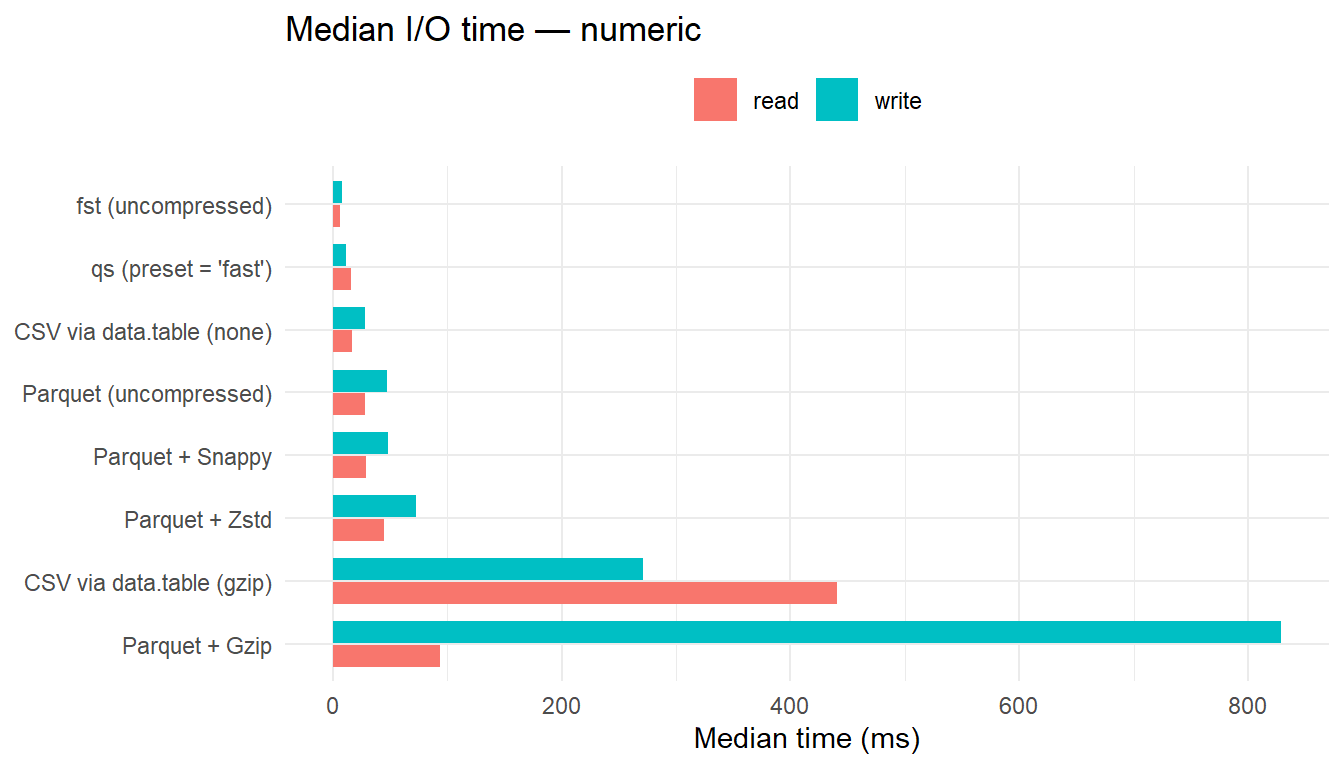 Median I/O time — numeric
read write
fst (uncompressed)
qs (preset = 'fast')
CSV via data.table (none)
Parquet (uncompressed)
Parquet + Snappy
Parquet + Zstd
CSV via data.table (gzip)
Parquet + Gzip
0 200 400 600 800
Median time (ms)